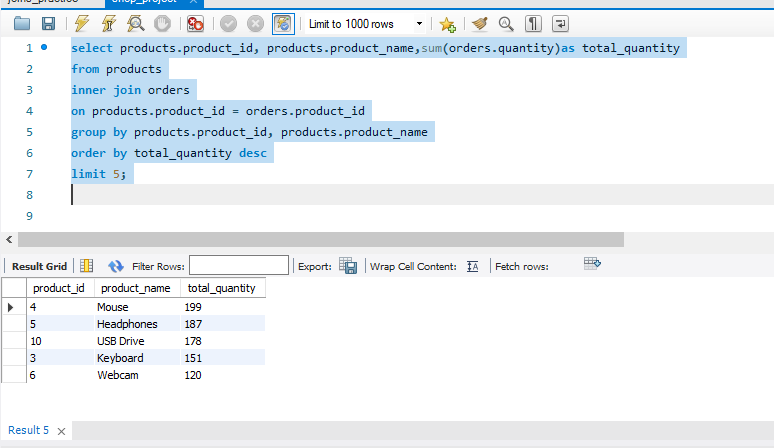 joins_practice shop_project x
Limit to 1000 rows
1 select products.product_id, products.product_name,sum(orders.quantity)as total_quantity
2 from products
3 inner join orders
4 on products.product_id = orders.product_id
5 group by products.product_id, products.product_name
6 order by total_quantity desc
7 limit 5;
8
9
Result Grid Filter Rows: Export: Wrap Cell Content: Fetch rows:
product_id product_name total_quantity
4 Mouse 199
5 Headphones 187
10 USB Drive 178
3 Keyboard 151
6 Webcam 120
Result 5 x